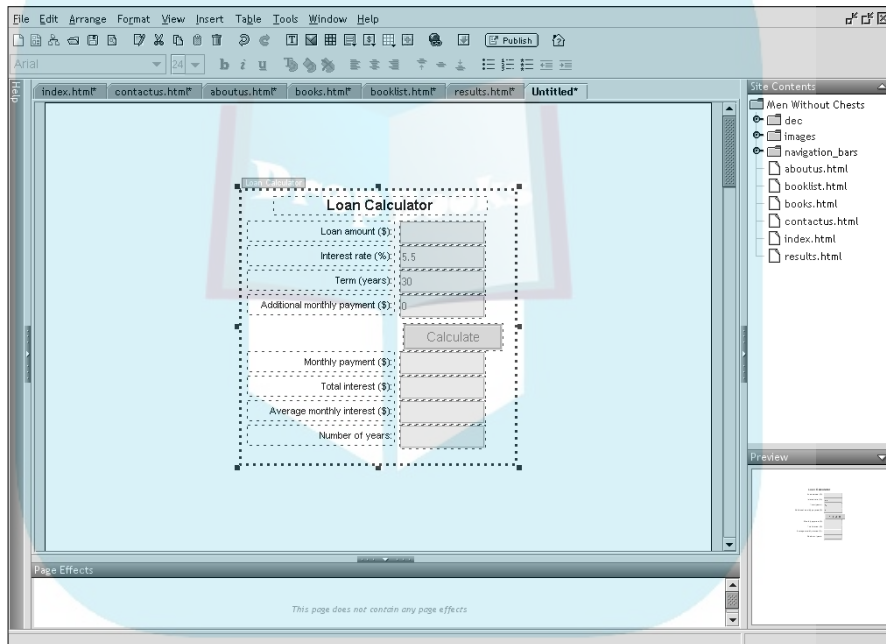 File Edit Arrange Format View Insert Table Tools Window Help
Publish
Arial 24 b i u
Help
index.html* contactus.html* aboutus.html* books.html* booklist.html* results.html* Untitled*
Loan Calculator
Loan Calculator
Loan amount ($):
Interest rate (%): 5.5
Term (years): 30
Additional monthly payment ($): 0
Calculate
Monthly payment ($):
Total interest ($):
Average monthly interest ($):
Number of years:
Site Contents
Men Without Chests
dec
images
navigation_bars
aboutus.html
booklist.html
books.html
contactus.html
index.html
results.html
Preview
Page Effects
This page does not contain any page effects